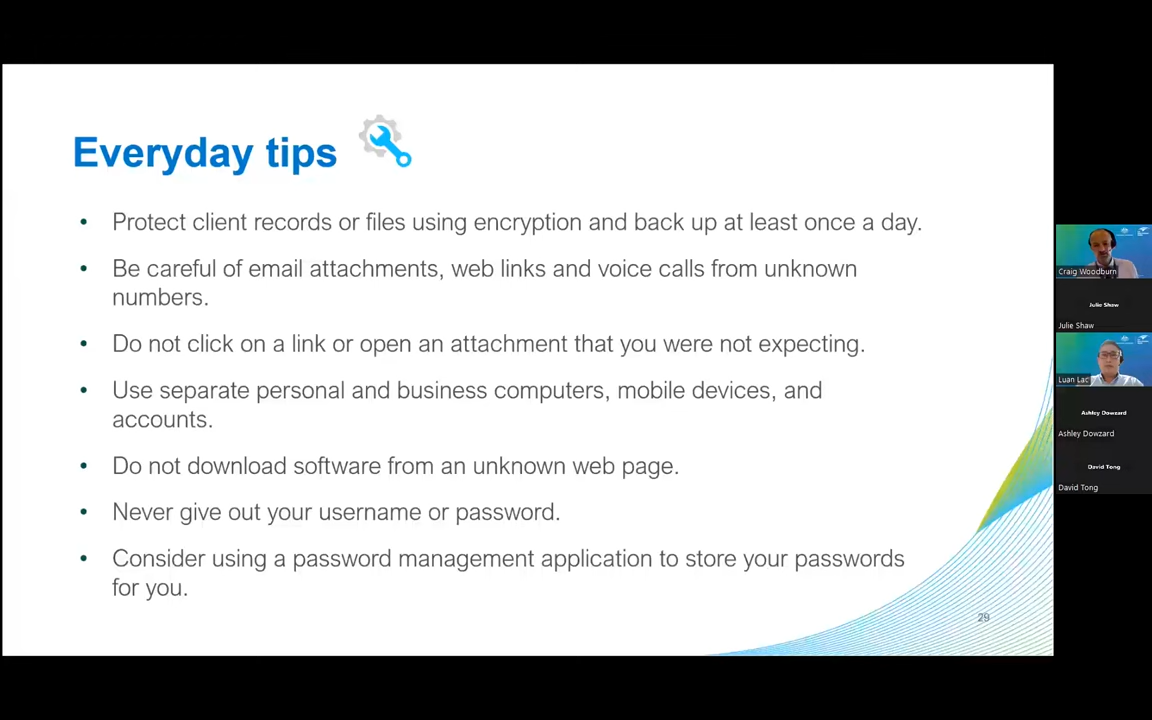 Everyday tips
• Protect client records or files using encryption and back up at least once a day.
• Be careful of email attachments, web links and voice calls from unknown
numbers.
• Do not click on a link or open an attachment that you were not expecting.
• Use separate personal and business computers, mobile devices, and
accounts.
• Do not download software from an unknown web page.
• Never give out your username or password.
• Consider using a password management application to store your passwords
for you.
29
Craig Woodburn
Julie Shaw
Julie Shaw
Luan Lac
Ashley Dowzard
Ashley Dowzard
David Tong
David Tong